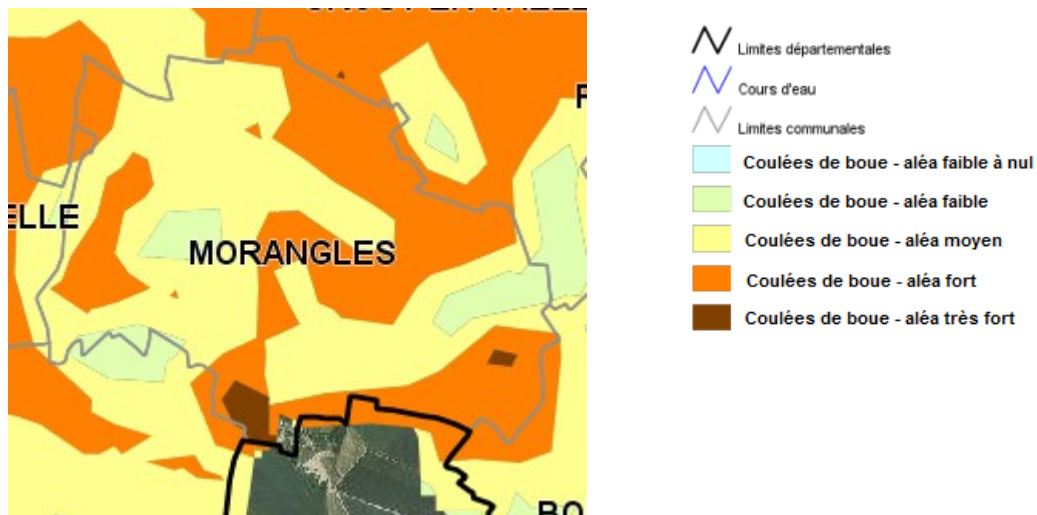 ELLE
MORANGLES
BO
Limites départementales
Cours d'eau
Limites communales
Coulées de boue - aléa faible à nul
Coulées de boue - aléa faible
Coulées de boue - aléa moyen
Coulées de boue - aléa fort
Coulées de boue - aléa très fort